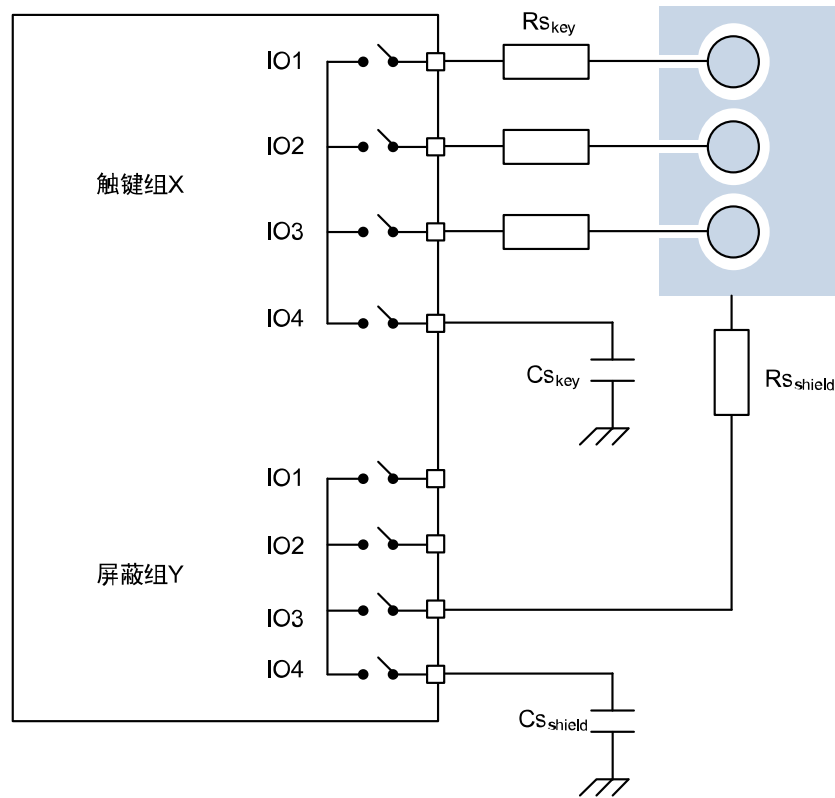 Rskey
IO1
IO2
触键组X
IO3
IO4
Cskey
Rsshield
IO1
IO2
屏蔽组Y
IO3
IO4
Csshield